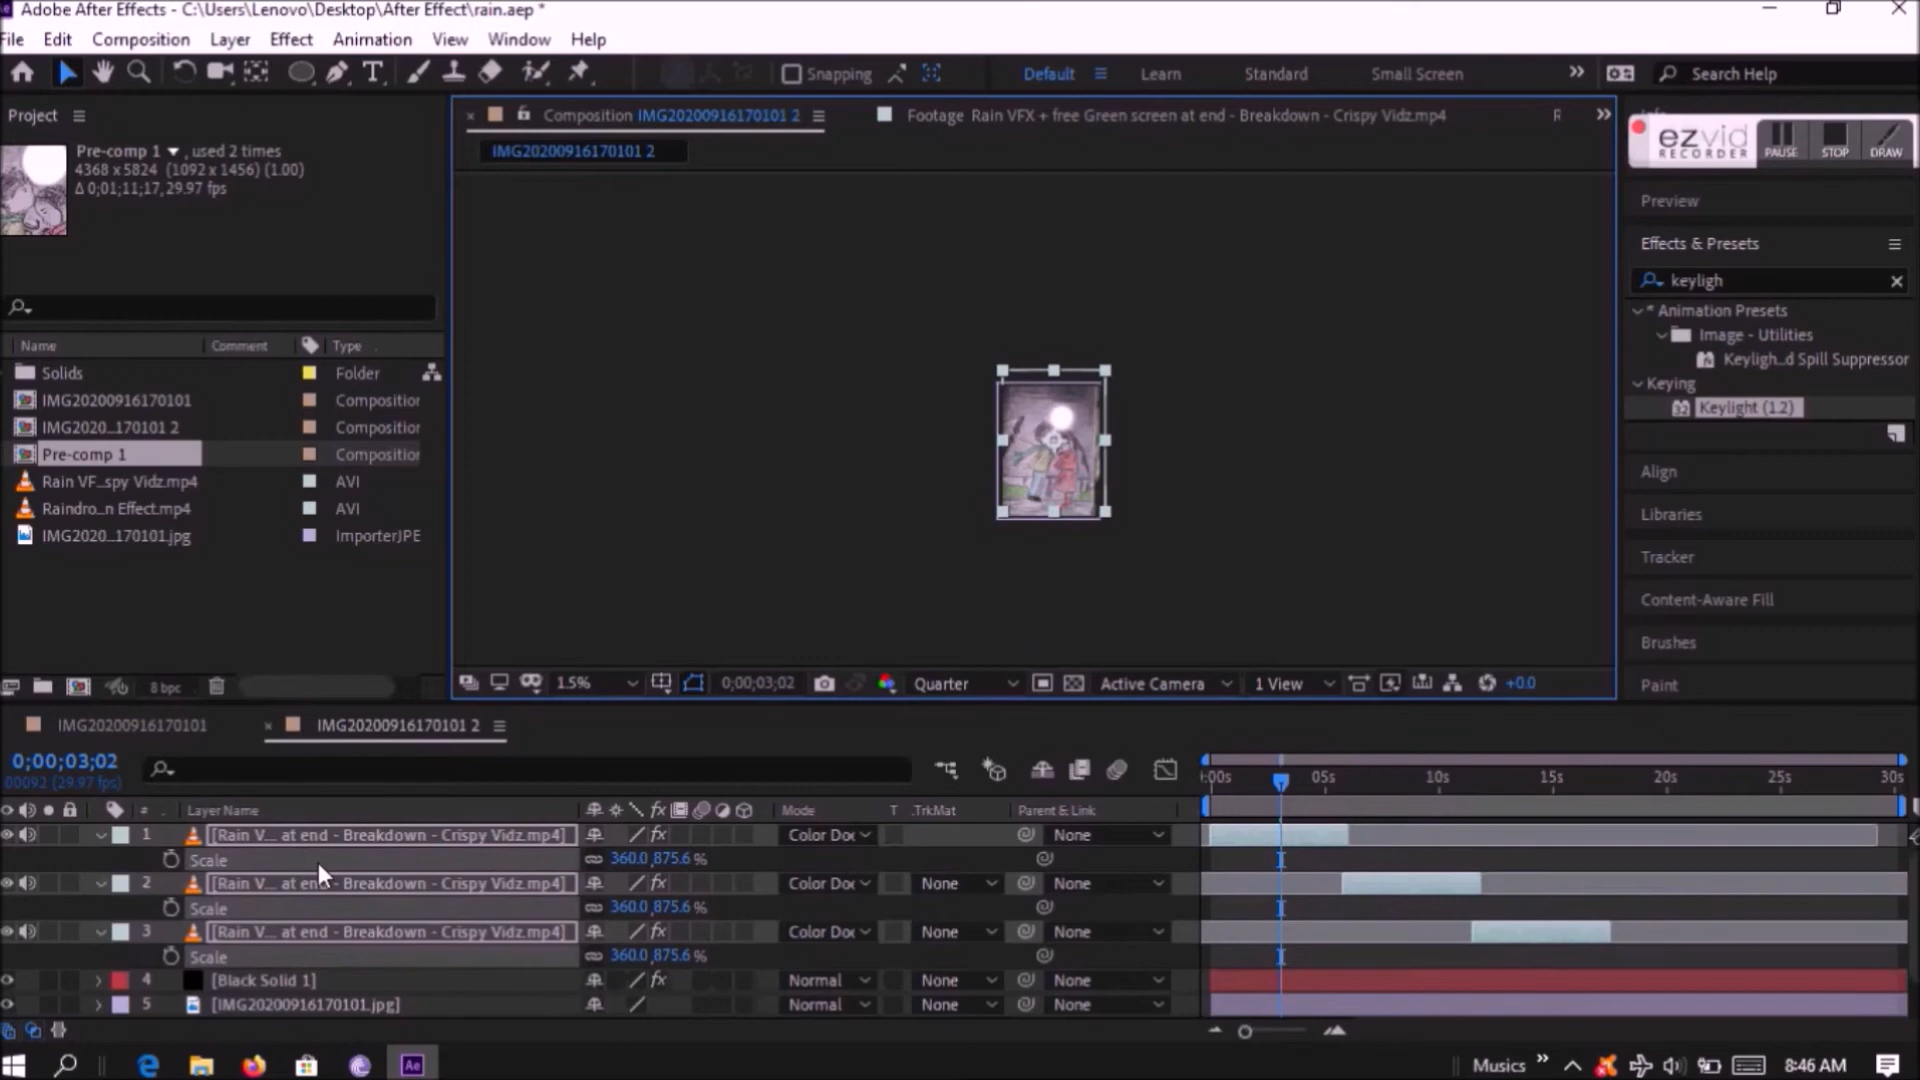 Adobe After Effects - C:\Users\Lenovo\Desktop\After Effect\rain.aep *
File Edit Composition Layer Effect Animation View Window Help
Snapping Default Learn Standard Small Screen Search Help
Project
Composition IMG20200916170101 2
Footage Rain VFX + free Green screen at end - Breakdown - Crispy Vidz.mp4
IMG20200916170101 2
Pre-comp 1 , used 2 times
4368 x 5824 (1092 x 1456) (1.00)
Δ 0;01;11;17, 29.97 fps
ezvid
RECORDER
PAUSE STOP DRAW
Preview
Effects & Presets
keyligh
* Animation Presets
Image - Utilities
Keyligh...d Spill Suppressor
Keying
Keylight (1.2)
Align
Libraries
Tracker
Content-Aware Fill
Brushes
Paint
Name Comment Type
Solids Folder
IMG20200916170101 Composition
IMG2020...170101 2 Composition
Pre-comp 1 Composition
Rain VF...spy Vidz.mp4 AVI
Raindro...n Effect.mp4 AVI
IMG2020...170101.jpg ImporterJPE
8 bpc
1.5% 0;00;03;02 Quarter Active Camera 1 View +0.0
IMG20200916170101
IMG20200916170101 2
0;00;03;02
00092 (29.97 fps)
:00s 05s 10s 15s 20s 25s 30s
# Layer Name Mode T .TrkMat Parent & Link
1 [Rain V... at end - Breakdown - Crispy Vidz.mp4] Color Doc None
Scale 360.0,875.6 %
2 [Rain V... at end - Breakdown - Crispy Vidz.mp4] Color Doc None None
Scale 360.0,875.6 %
3 [Rain V... at end - Breakdown - Crispy Vidz.mp4] Color Doc None None
Scale 360.0,875.6 %
4 [Black Solid 1] Normal None None
5 [IMG20200916170101.jpg] Normal None None
Ae Musics 8:46 AM